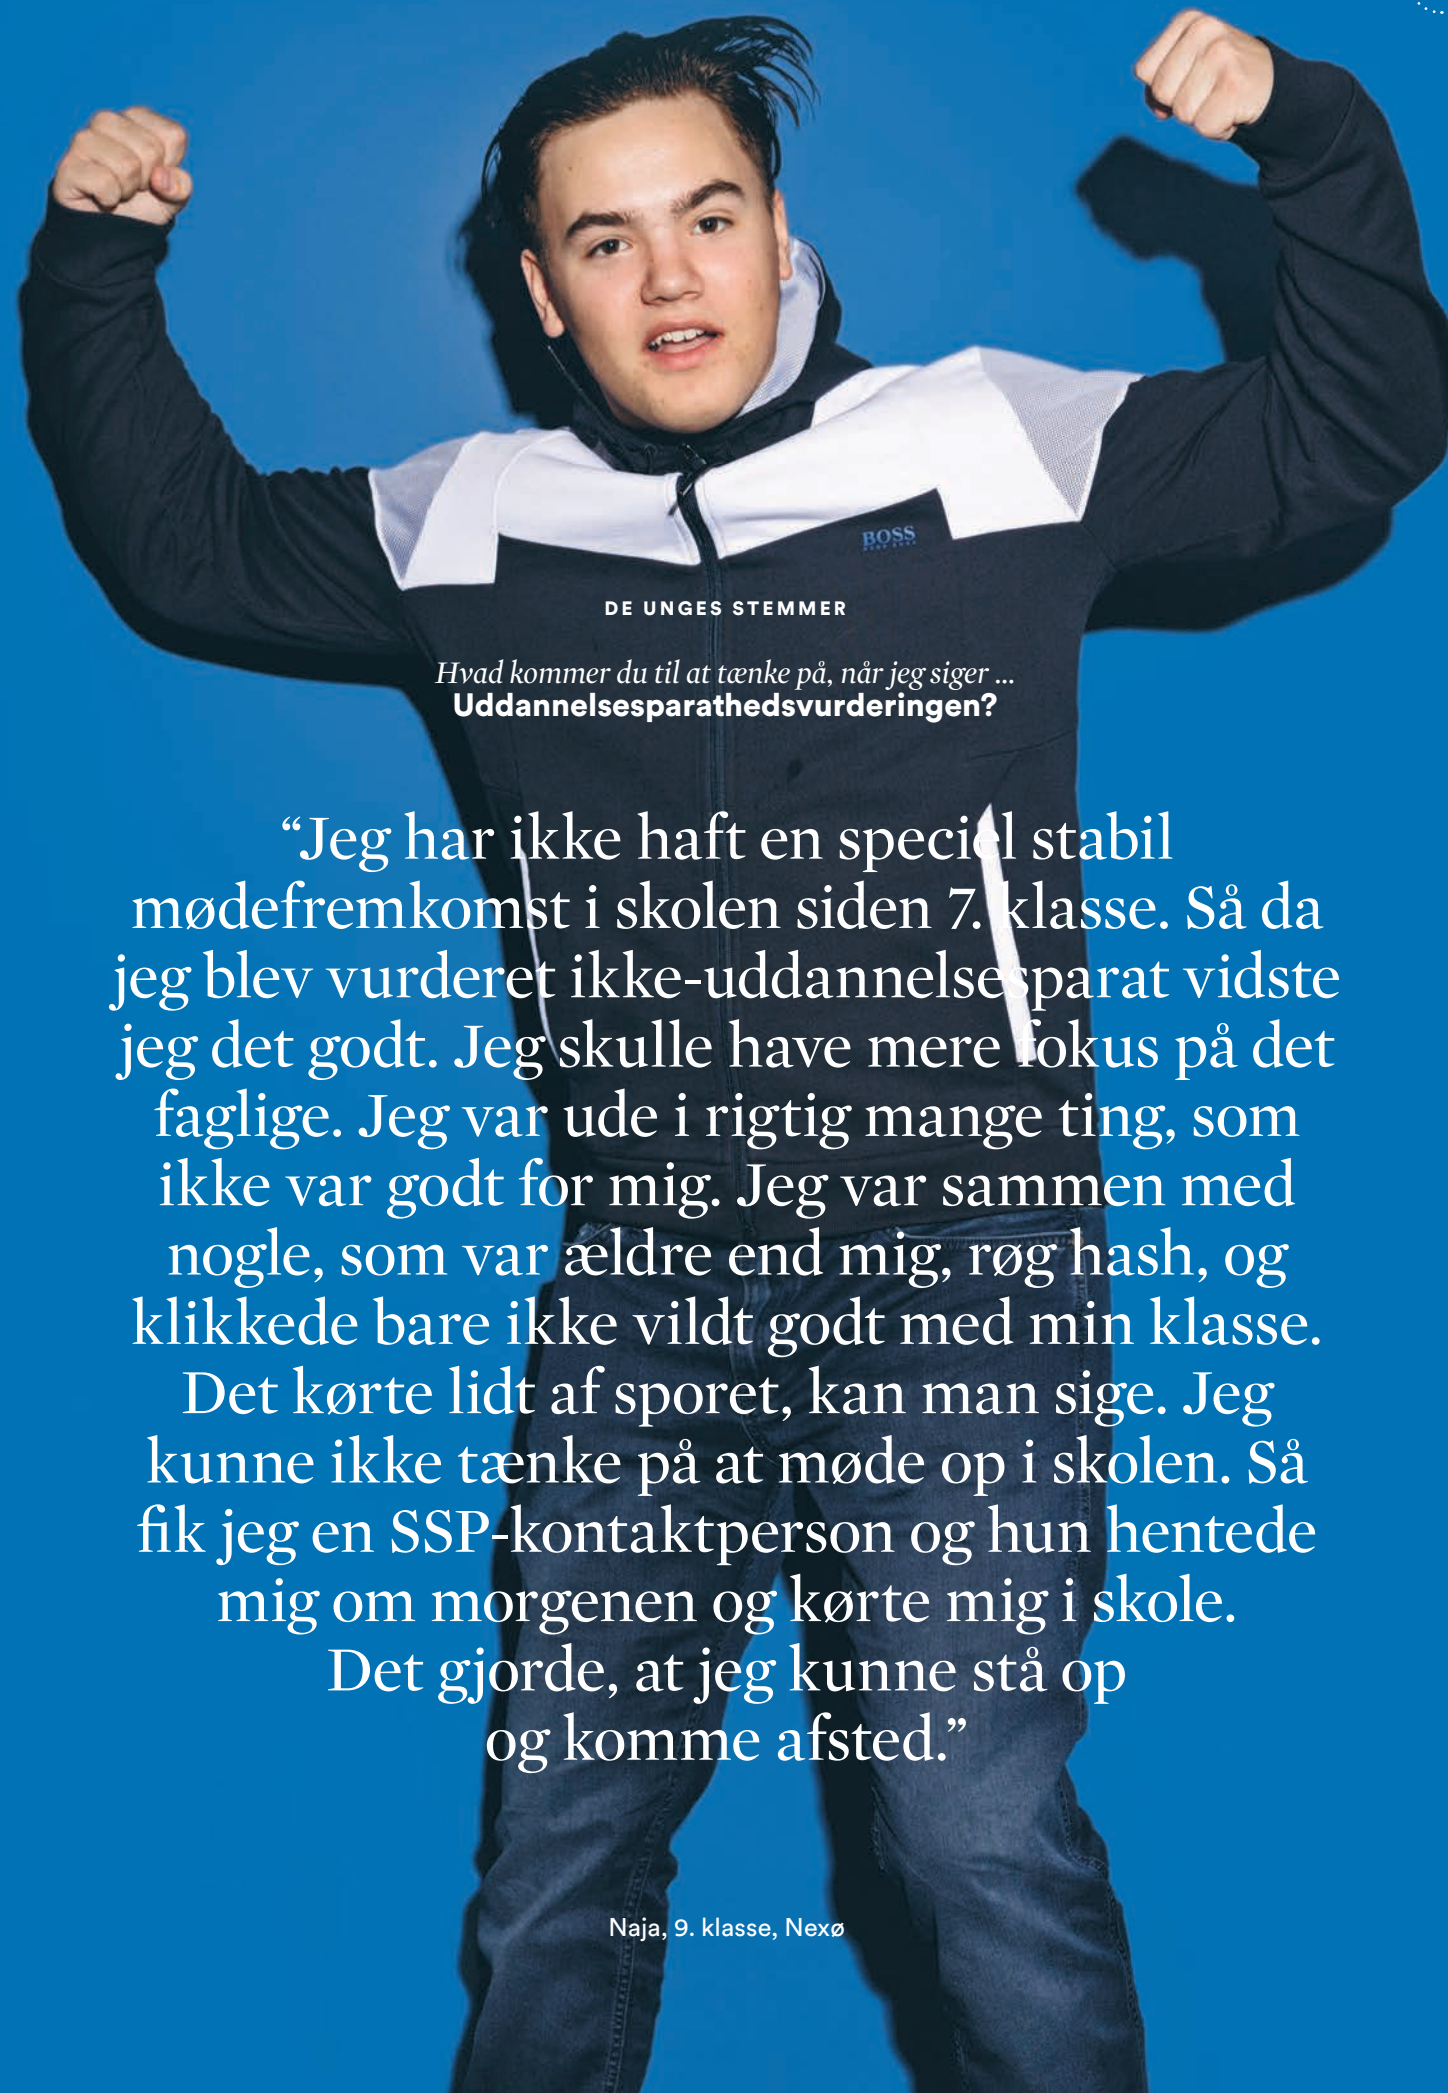 BOSS
DE UNGES STEMMER
Hvad kommer du til at tænke på, når jeg siger ...
Uddannelsesparathedsvurderingen?
“Jeg har ikke haft en speciel stabil
mødefremkomst i skolen siden 7. klasse. Så da
jeg blev vurderet ikke-uddannelsesparat vidste
jeg det godt. Jeg skulle have mere fokus på det
faglige. Jeg var ude i rigtig mange ting, som
ikke var godt for mig. Jeg var sammen med
nogle, som var ældre end mig, røg hash, og
klikkede bare ikke vildt godt med min klasse.
Det kørte lidt af sporet, kan man sige. Jeg
kunne ikke tænke på at møde op i skolen. Så
fik jeg en SSP-kontaktperson og hun hentede
mig om morgenen og kørte mig i skole.
Det gjorde, at jeg kunne stå op
og komme afsted.”
Naja, 9. klasse, Nexø